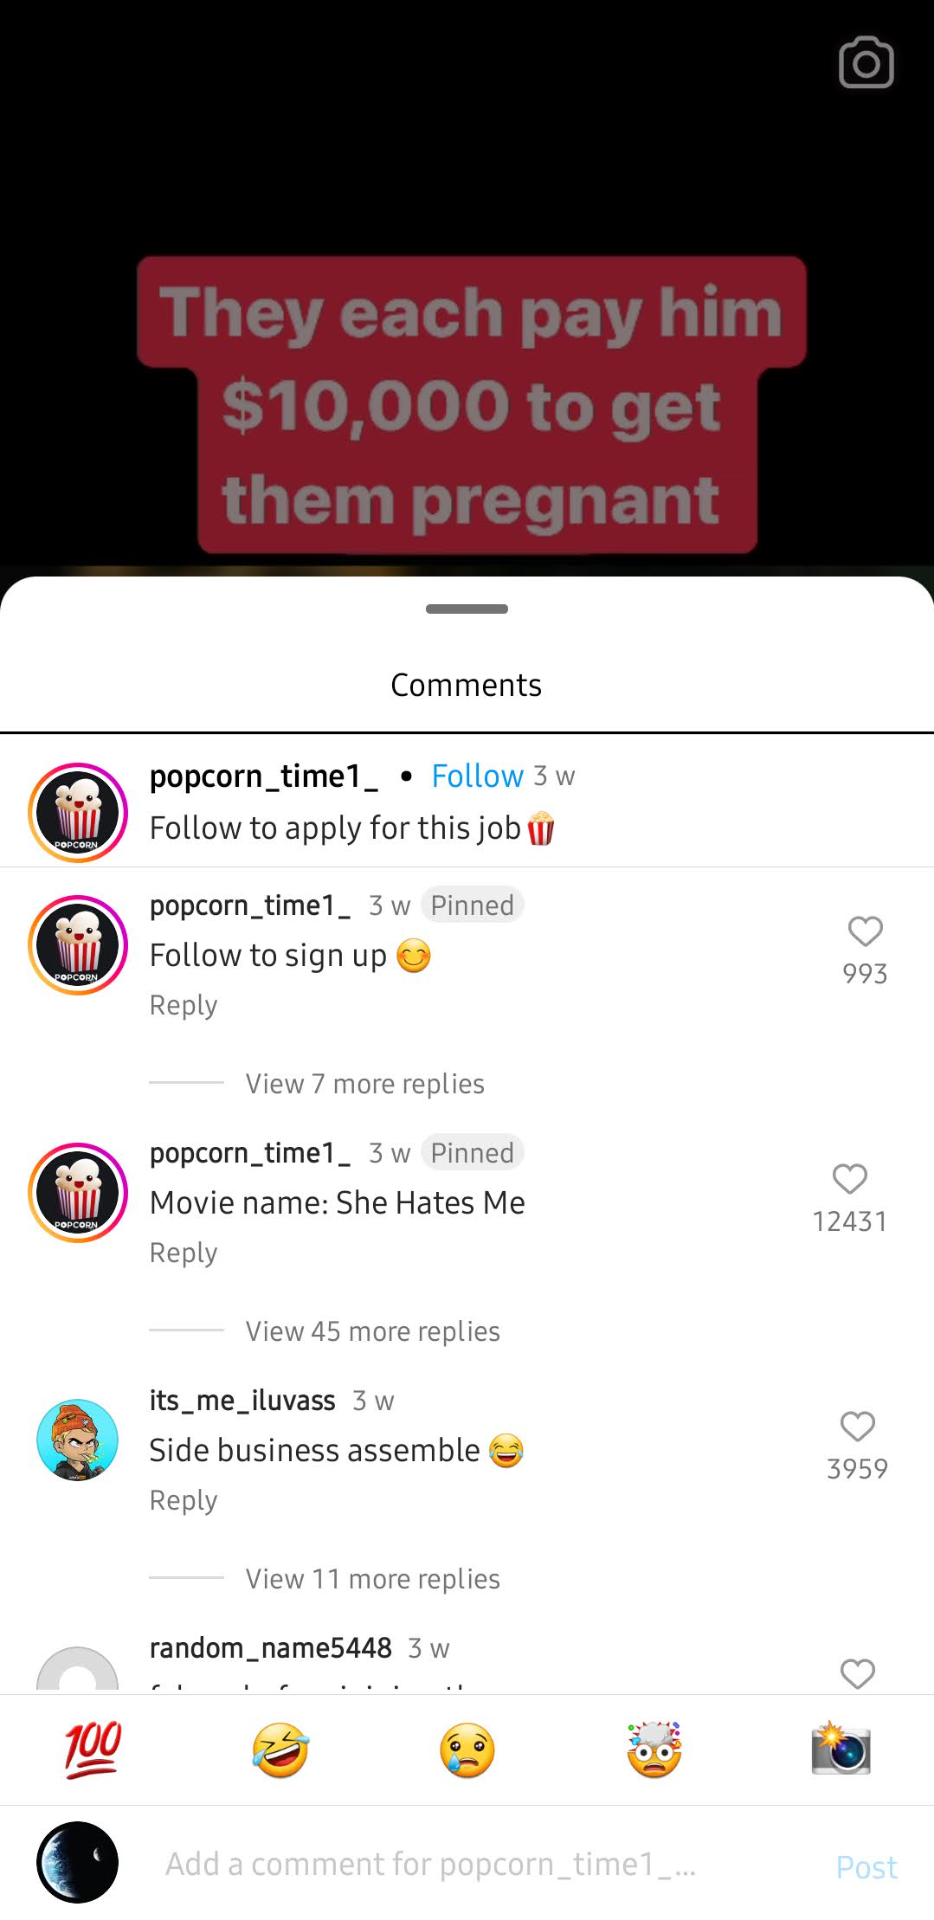 They each pay him
$10,000 to get
them pregnant
Comments
popcorn_time1_ • Follow 3 w
Follow to apply for this job🍿
popcorn_time1_ 3 w Pinned
Follow to sign up 😊
993
Reply
View 7 more replies
popcorn_time1_ 3 w Pinned
Movie name: She Hates Me
12431
Reply
View 45 more replies
its_me_iluvass 3 w
Side business assemble 😂
3959
Reply
View 11 more replies
random_name5448 3 w
💯 🤣 😢 🤯 📸
Add a comment for popcorn_time1_... Post